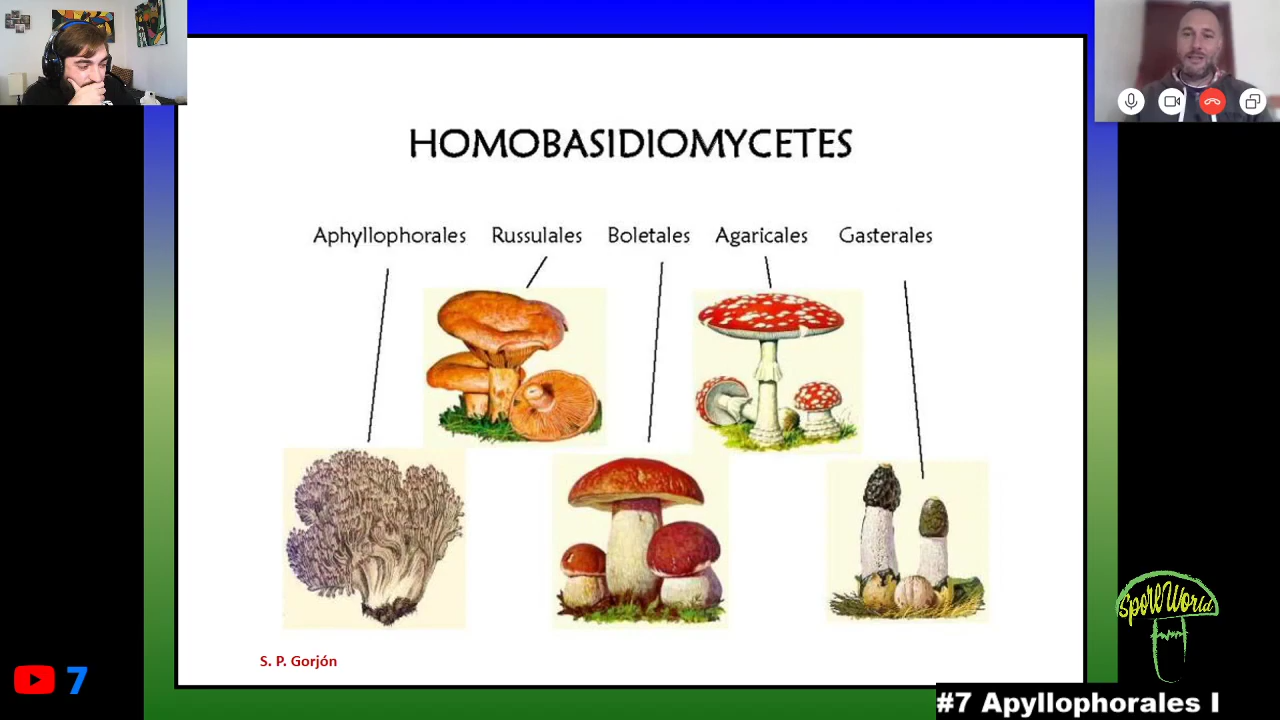 HOMOBASIDIOMYCETES
Aphyllophorales Russulales Boletales Agaricales Gasterales
S. P. Gorjón
SporeWorld
7
#7 Apyllophorales I